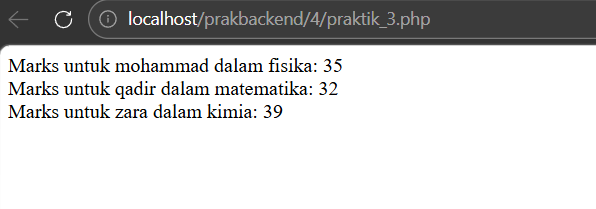 localhost/prakbackend/4/praktik_3.php
Marks untuk mohammad dalam fisika: 35
Marks untuk qadir dalam matematika: 32
Marks untuk zara dalam kimia: 39